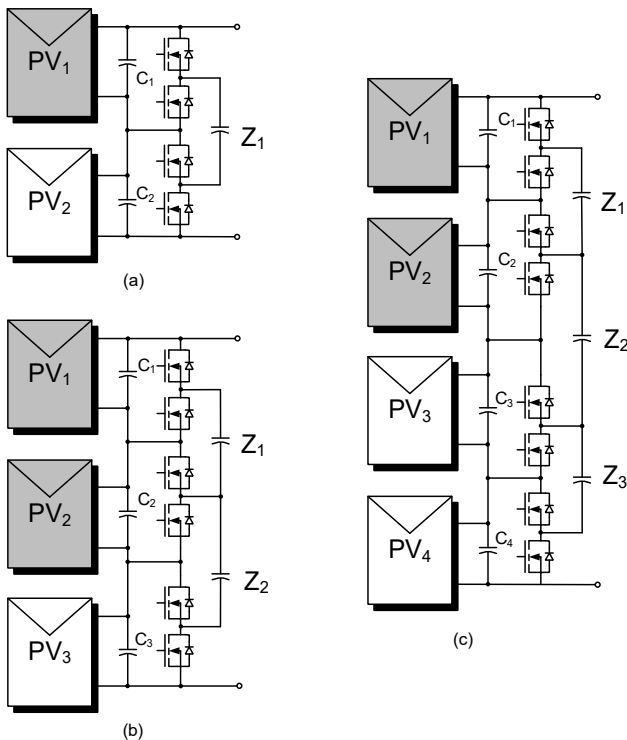 PV₁
C₁
Z₁
PV₂
C₂
(a)
PV₁
C₁
Z₁
PV₂
C₂
Z₂
PV₃
C₃
(b)
PV₁
C₁
Z₁
PV₂
C₂
Z₂
PV₃
C₃
Z₃
PV₄
C₄
(c)